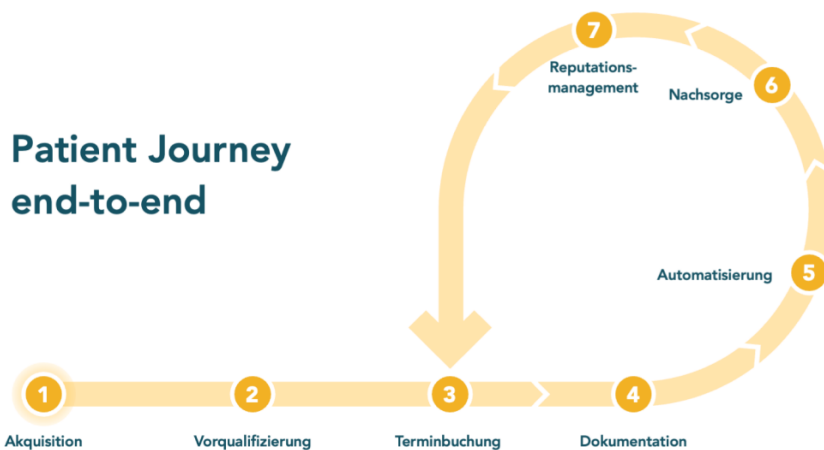 Patient Journey
end-to-end
1
Akquisition
2
Vorqualifizierung
3
Terminbuchung
4
Dokumentation
5
Automatisierung
6
Nachsorge
7
Reputations-
management